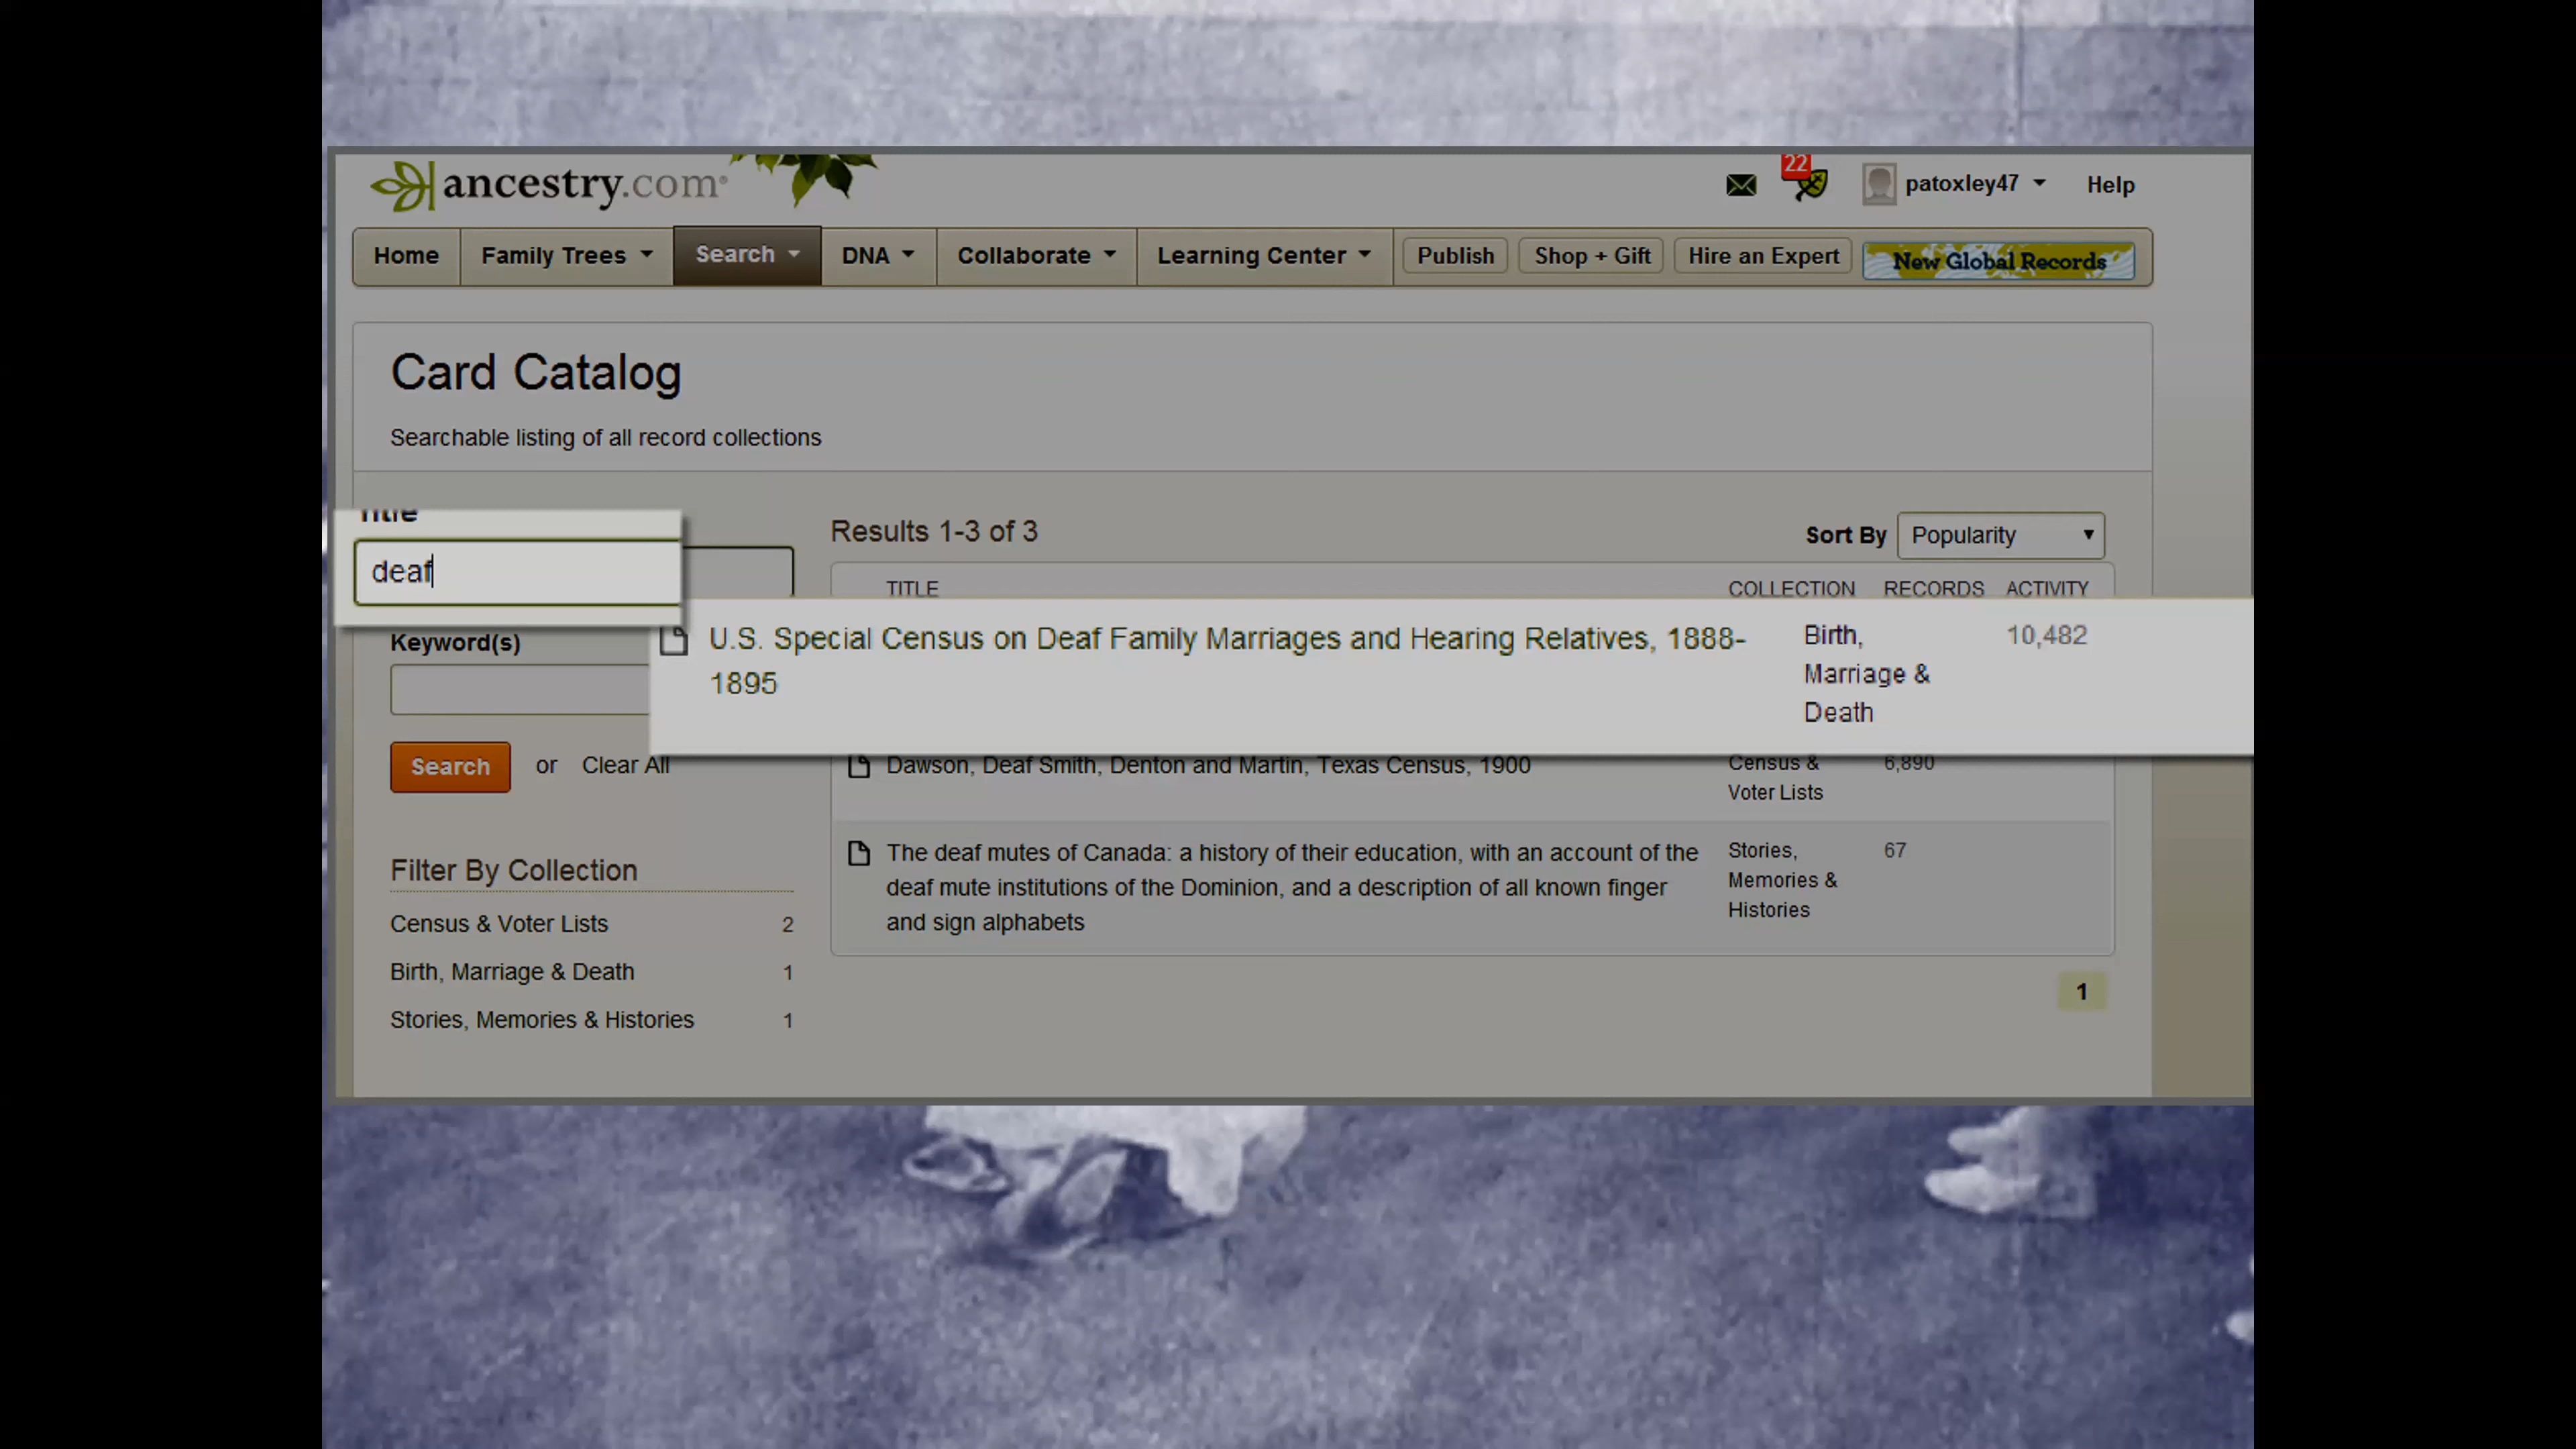 ancestry.com®
22
patoxley47
Help
Home
Family Trees
Search
DNA
Collaborate
Learning Center
Publish
Shop + Gift
Hire an Expert
New Global Records
Card Catalog
Searchable listing of all record collections
Title
deaf
Keyword(s)
Search or Clear All
Filter By Collection
Census & Voter Lists 2
Birth, Marriage & Death 1
Stories, Memories & Histories 1
Results 1-3 of 3
Sort By Popularity
TITLE COLLECTION RECORDS ACTIVITY
U.S. Special Census on Deaf Family Marriages and Hearing Relatives, 1888-
1895
Birth,
Marriage &
Death
10,482
Dawson, Deaf Smith, Denton and Martin, Texas Census, 1900
Census &
Voter Lists
6,890
The deaf mutes of Canada: a history of their education, with an account of the
deaf mute institutions of the Dominion, and a description of all known finger
and sign alphabets
Stories,
Memories &
Histories
67
1